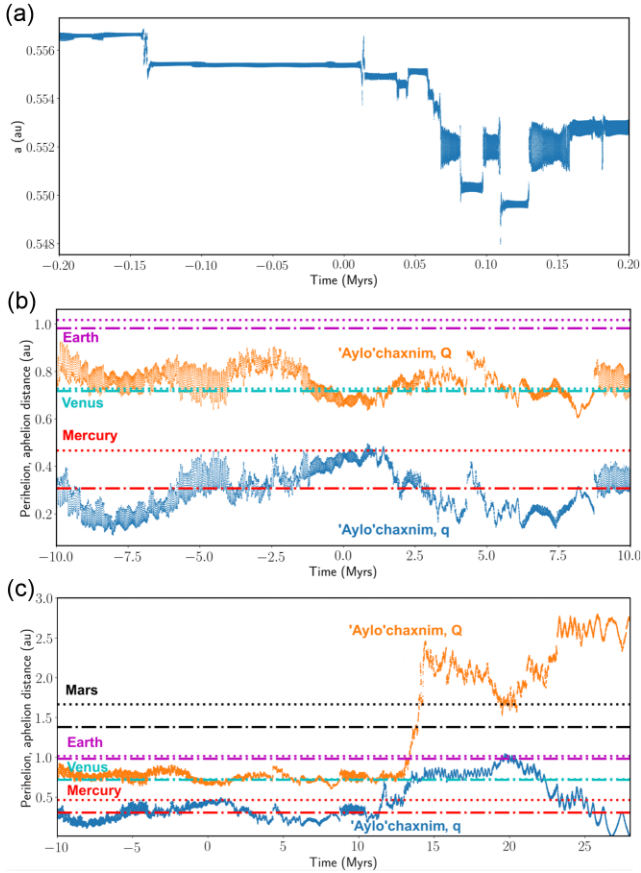 (a)
0.556
0.554
0.552
0.550
0.548
a (au)
−0.20 −0.15 −0.10 −0.05 0.00 0.05 0.10 0.15 0.20
Time (Myrs)
(b)
1.0
Earth
'Aylo'chaxnim, Q
0.8
Venus
0.6
Mercury
0.4
0.2
'Aylo'chaxnim, q
Perihelion, aphelion distance (au)
−10.0 −7.5 −5.0 −2.5 0.0 2.5 5.0 7.5 10.0
Time (Myrs)
(c)
3.0
'Aylo'chaxnim, Q
2.5
2.0
Mars
1.5
Earth
1.0
Venus
Mercury
0.5
'Aylo'chaxnim, q
Perihelion, aphelion distance (au)
−10 −5 0 5 10 15 20 25
Time (Myrs)